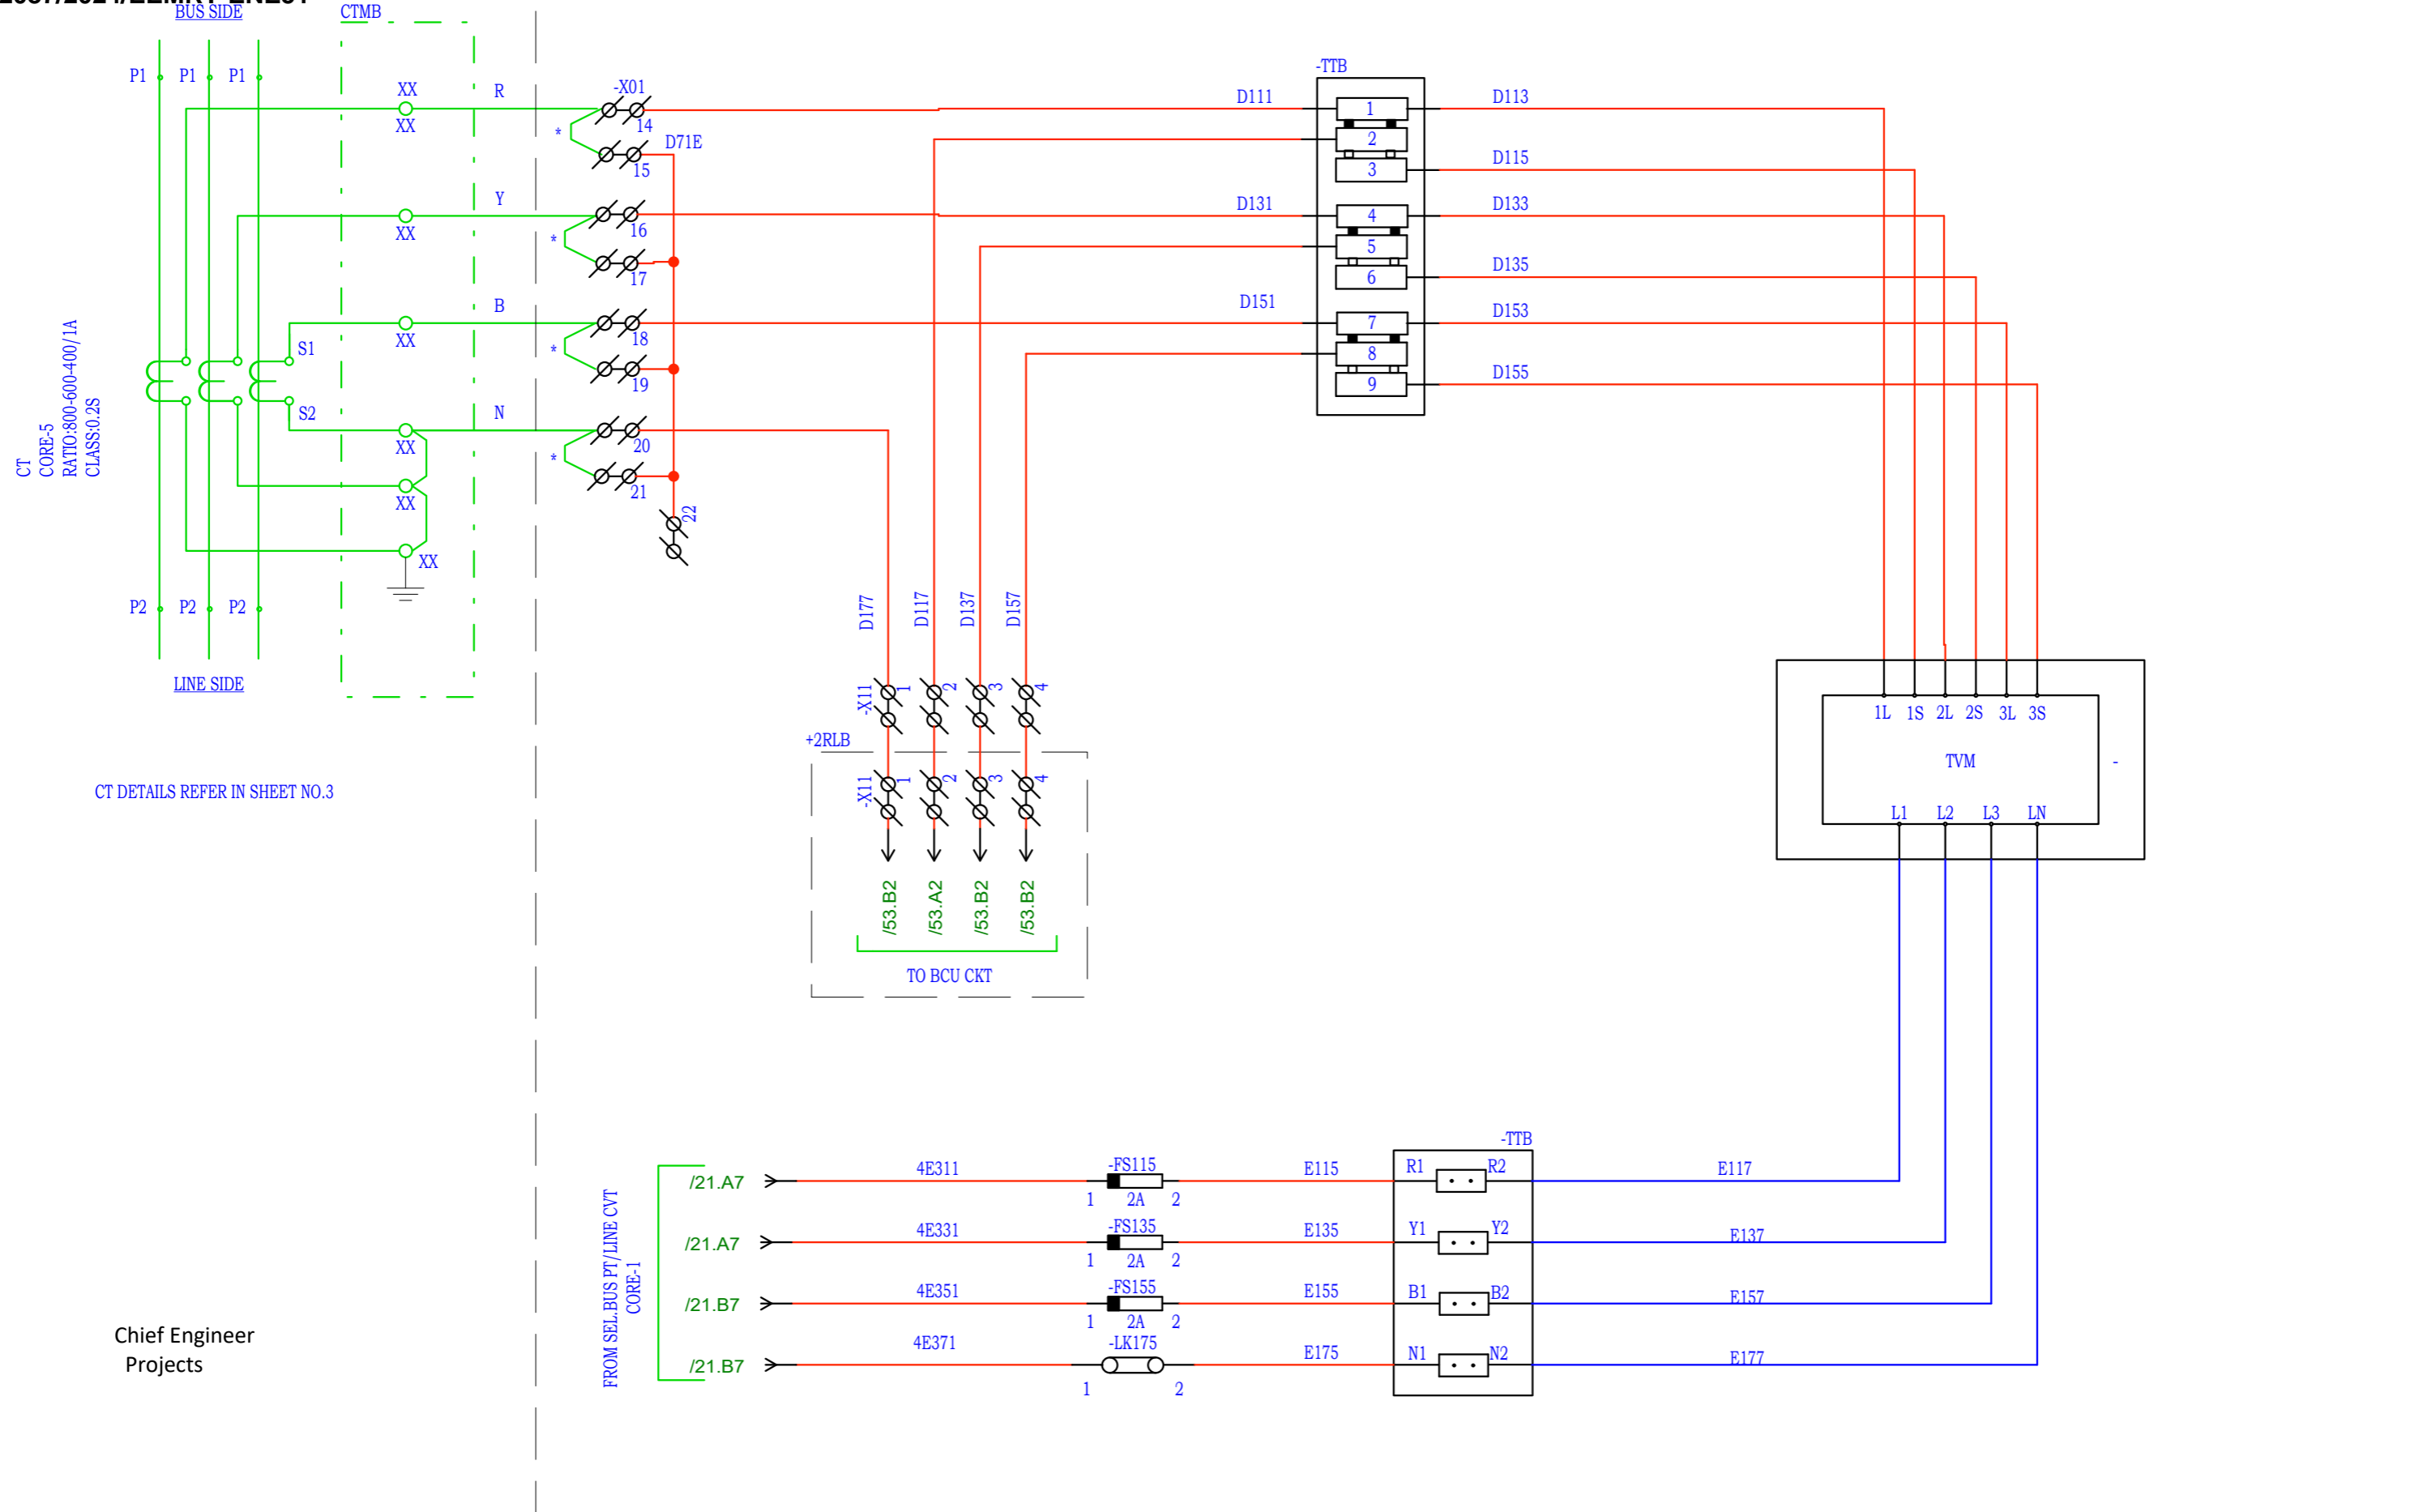 BUS SIDE
CTMB
P1 P1 P1
XX
XX
R
-X01
14
*
D71E
15
D111
-TTB
1
2
3
D113
D115
Y
XX
16
*
17
D131
4
5
6
D133
D135
B
XX
18
*
19
D151
7
8
9
D153
D155
S1
S2
CT
CORE-5
RATIO:800-600-400/1A
CLASS:0.2S
N
XX
20
*
21
XX
22
XX
P2 P2 P2
LINE SIDE
CT DETAILS REFER IN SHEET NO.3
D177
D117
D137
D157
-X11
1
2
3
4
+2RLB
-X11
1
2
3
4
/53.B2
/53.A2
/53.B2
/53.B2
TO BCU CKT
1L 1S 2L 2S 3L 3S
TVM
-
L1 L2 L3 LN
-TTB
FROM SEL.BUS PT/LINE CVT
CORE-1
/21.A7
4E311
-FS115
1 2A 2
E115
R1 R2
E117
/21.A7
4E331
-FS135
1 2A 2
E135
Y1 Y2
E137
/21.B7
4E351
-FS155
1 2A 2
E155
B1 B2
E157
/21.B7
4E371
-LK175
1 2
E175
N1 N2
E177
Chief Engineer
Projects